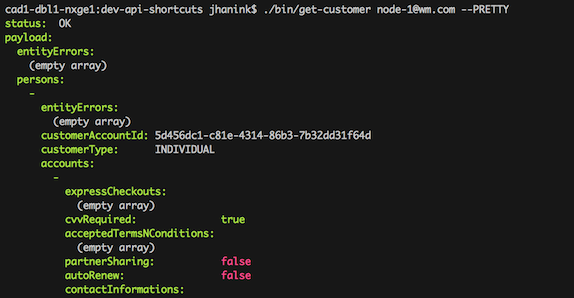 cad1-dbl1-nxge1:dev-api-shortcuts jhanink$ ./bin/get-customer node-1@wm.com --PRETTY
status: OK
payload:
entityErrors:
(empty array)
persons:
-
entityErrors:
(empty array)
customerAccountId: 5d456dc1-c81e-4314-86b3-7b32dd31f64d
customerType: INDIVIDUAL
accounts:
-
expressCheckouts:
(empty array)
cvvRequired: true
acceptedTermsNConditions:
(empty array)
partnerSharing: false
autoRenew: false
contactInformations: